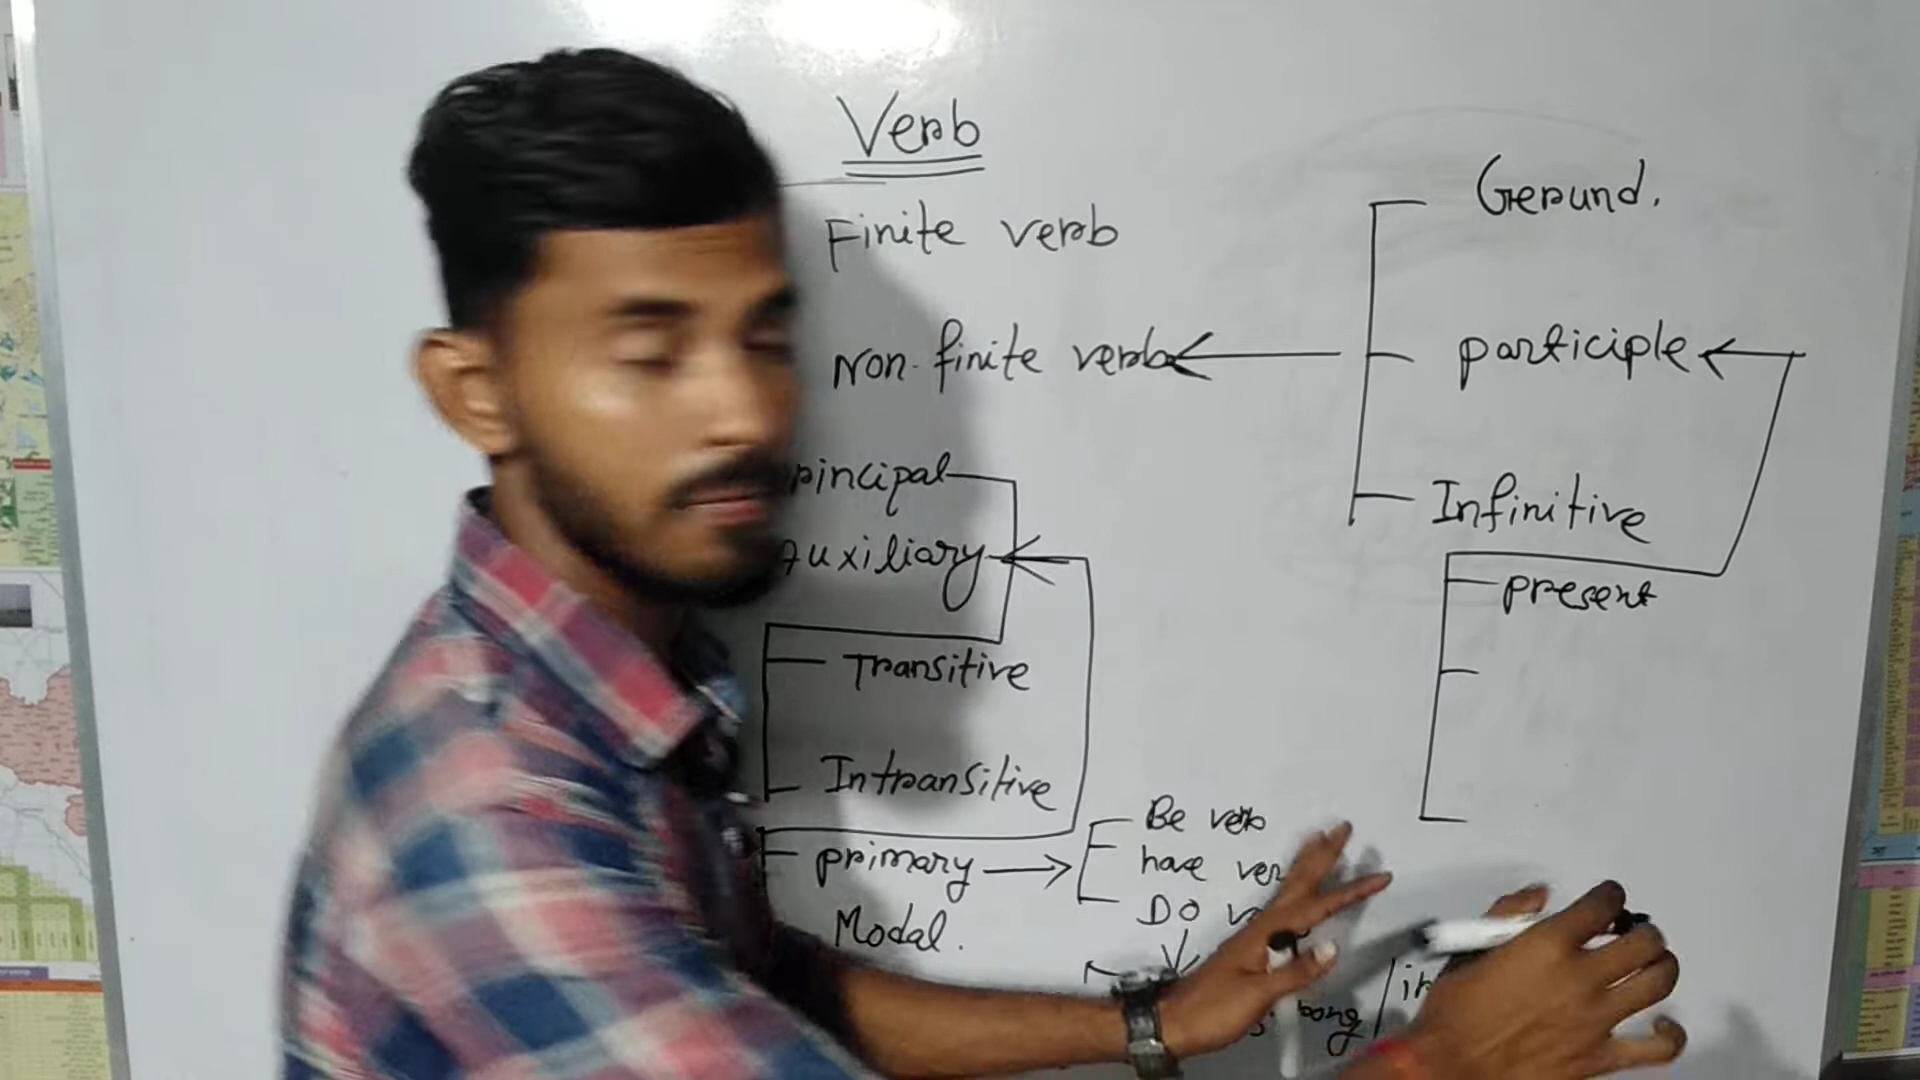 Verb
Finite verb
Non-finite verb
Gerund.
participle
Infinitive
present
principal
Auxiliary
Transitive
Intransitive
primary
Modal.
Be verb
have
DO